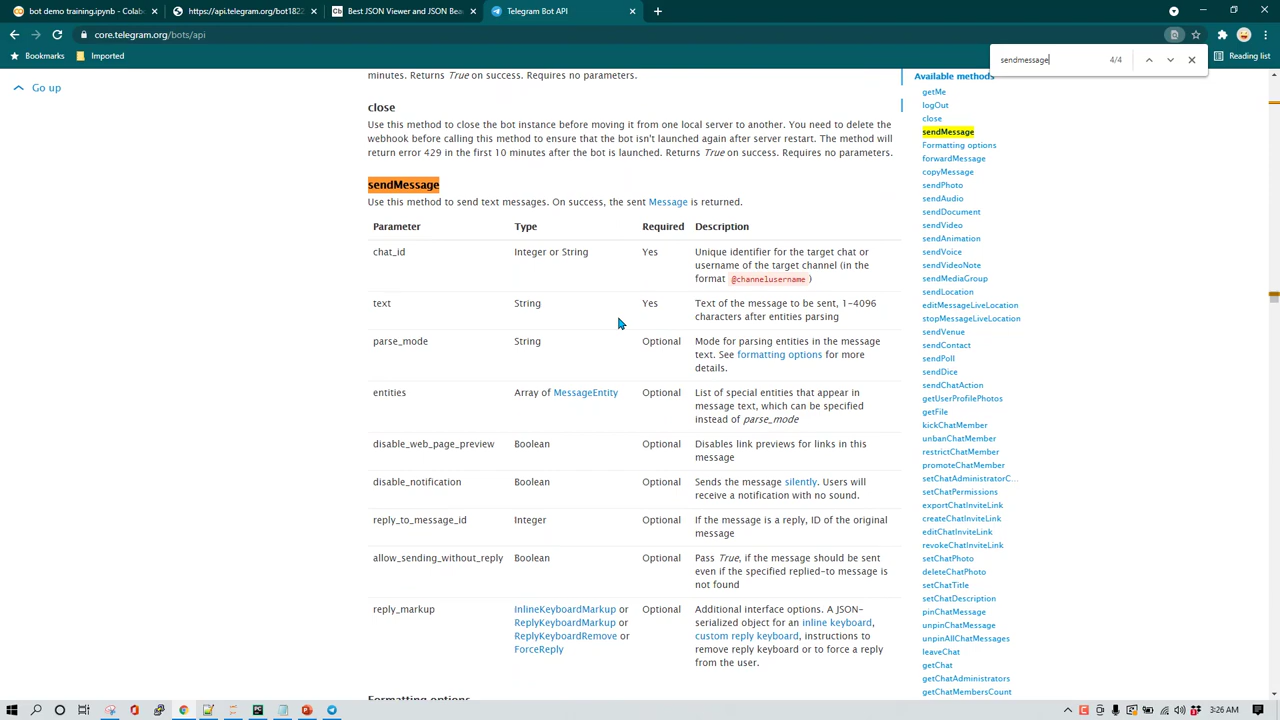 bot demo training.ipynb - Colab
https://api.telegram.org/bot1822
Best JSON Viewer and JSON Bea
Telegram Bot API
core.telegram.org/bots/api
Bookmarks
Imported
Reading list
sendmessage
4/4
Go up
minutes. Returns True on success. Requires no parameters.
close
Use this method to close the bot instance before moving it from one local server to another. You need to delete the
webhook before calling this method to ensure that the bot isn't launched again after server restart. The method will
return error 429 in the first 10 minutes after the bot is launched. Returns True on success. Requires no parameters.
sendMessage
Use this method to send text messages. On success, the sent Message is returned.
Parameter Type Required Description
chat_id Integer or String Yes Unique identifier for the target chat or
username of the target channel (in the
format @channelusername )
text String Yes Text of the message to be sent, 1-4096
characters after entities parsing
parse_mode String Optional Mode for parsing entities in the message
text. See formatting options for more
details.
entities Array of MessageEntity Optional List of special entities that appear in
message text, which can be specified
instead of parse_mode
disable_web_page_preview Boolean Optional Disables link previews for links in this
message
disable_notification Boolean Optional Sends the message silently. Users will
receive a notification with no sound.
reply_to_message_id Integer Optional If the message is a reply, ID of the original
message
allow_sending_without_reply Boolean Optional Pass True, if the message should be sent
even if the specified replied-to message is
not found
reply_markup InlineKeyboardMarkup or Optional Additional interface options. A JSON-
ReplyKeyboardMarkup or serialized object for an inline keyboard,
ReplyKeyboardRemove or custom reply keyboard, instructions to
ForceReply remove reply keyboard or to force a reply
from the user.
Formatting options
Available methods
getMe
logOut
close
sendMessage
Formatting options
forwardMessage
copyMessage
sendPhoto
sendAudio
sendDocument
sendVideo
sendAnimation
sendVoice
sendVideoNote
sendMediaGroup
sendLocation
editMessageLiveLocation
stopMessageLiveLocation
sendVenue
sendContact
sendPoll
sendDice
sendChatAction
getUserProfilePhotos
getFile
kickChatMember
unbanChatMember
restrictChatMember
promoteChatMember
setChatAdministratorC...
setChatPermissions
exportChatInviteLink
createChatInviteLink
editChatInviteLink
revokeChatInviteLink
setChatPhoto
deleteChatPhoto
setChatTitle
setChatDescription
pinChatMessage
unpinChatMessage
unpinAllChatMessages
leaveChat
getChat
getChatAdministrators
getChatMembersCount
3:26 AM